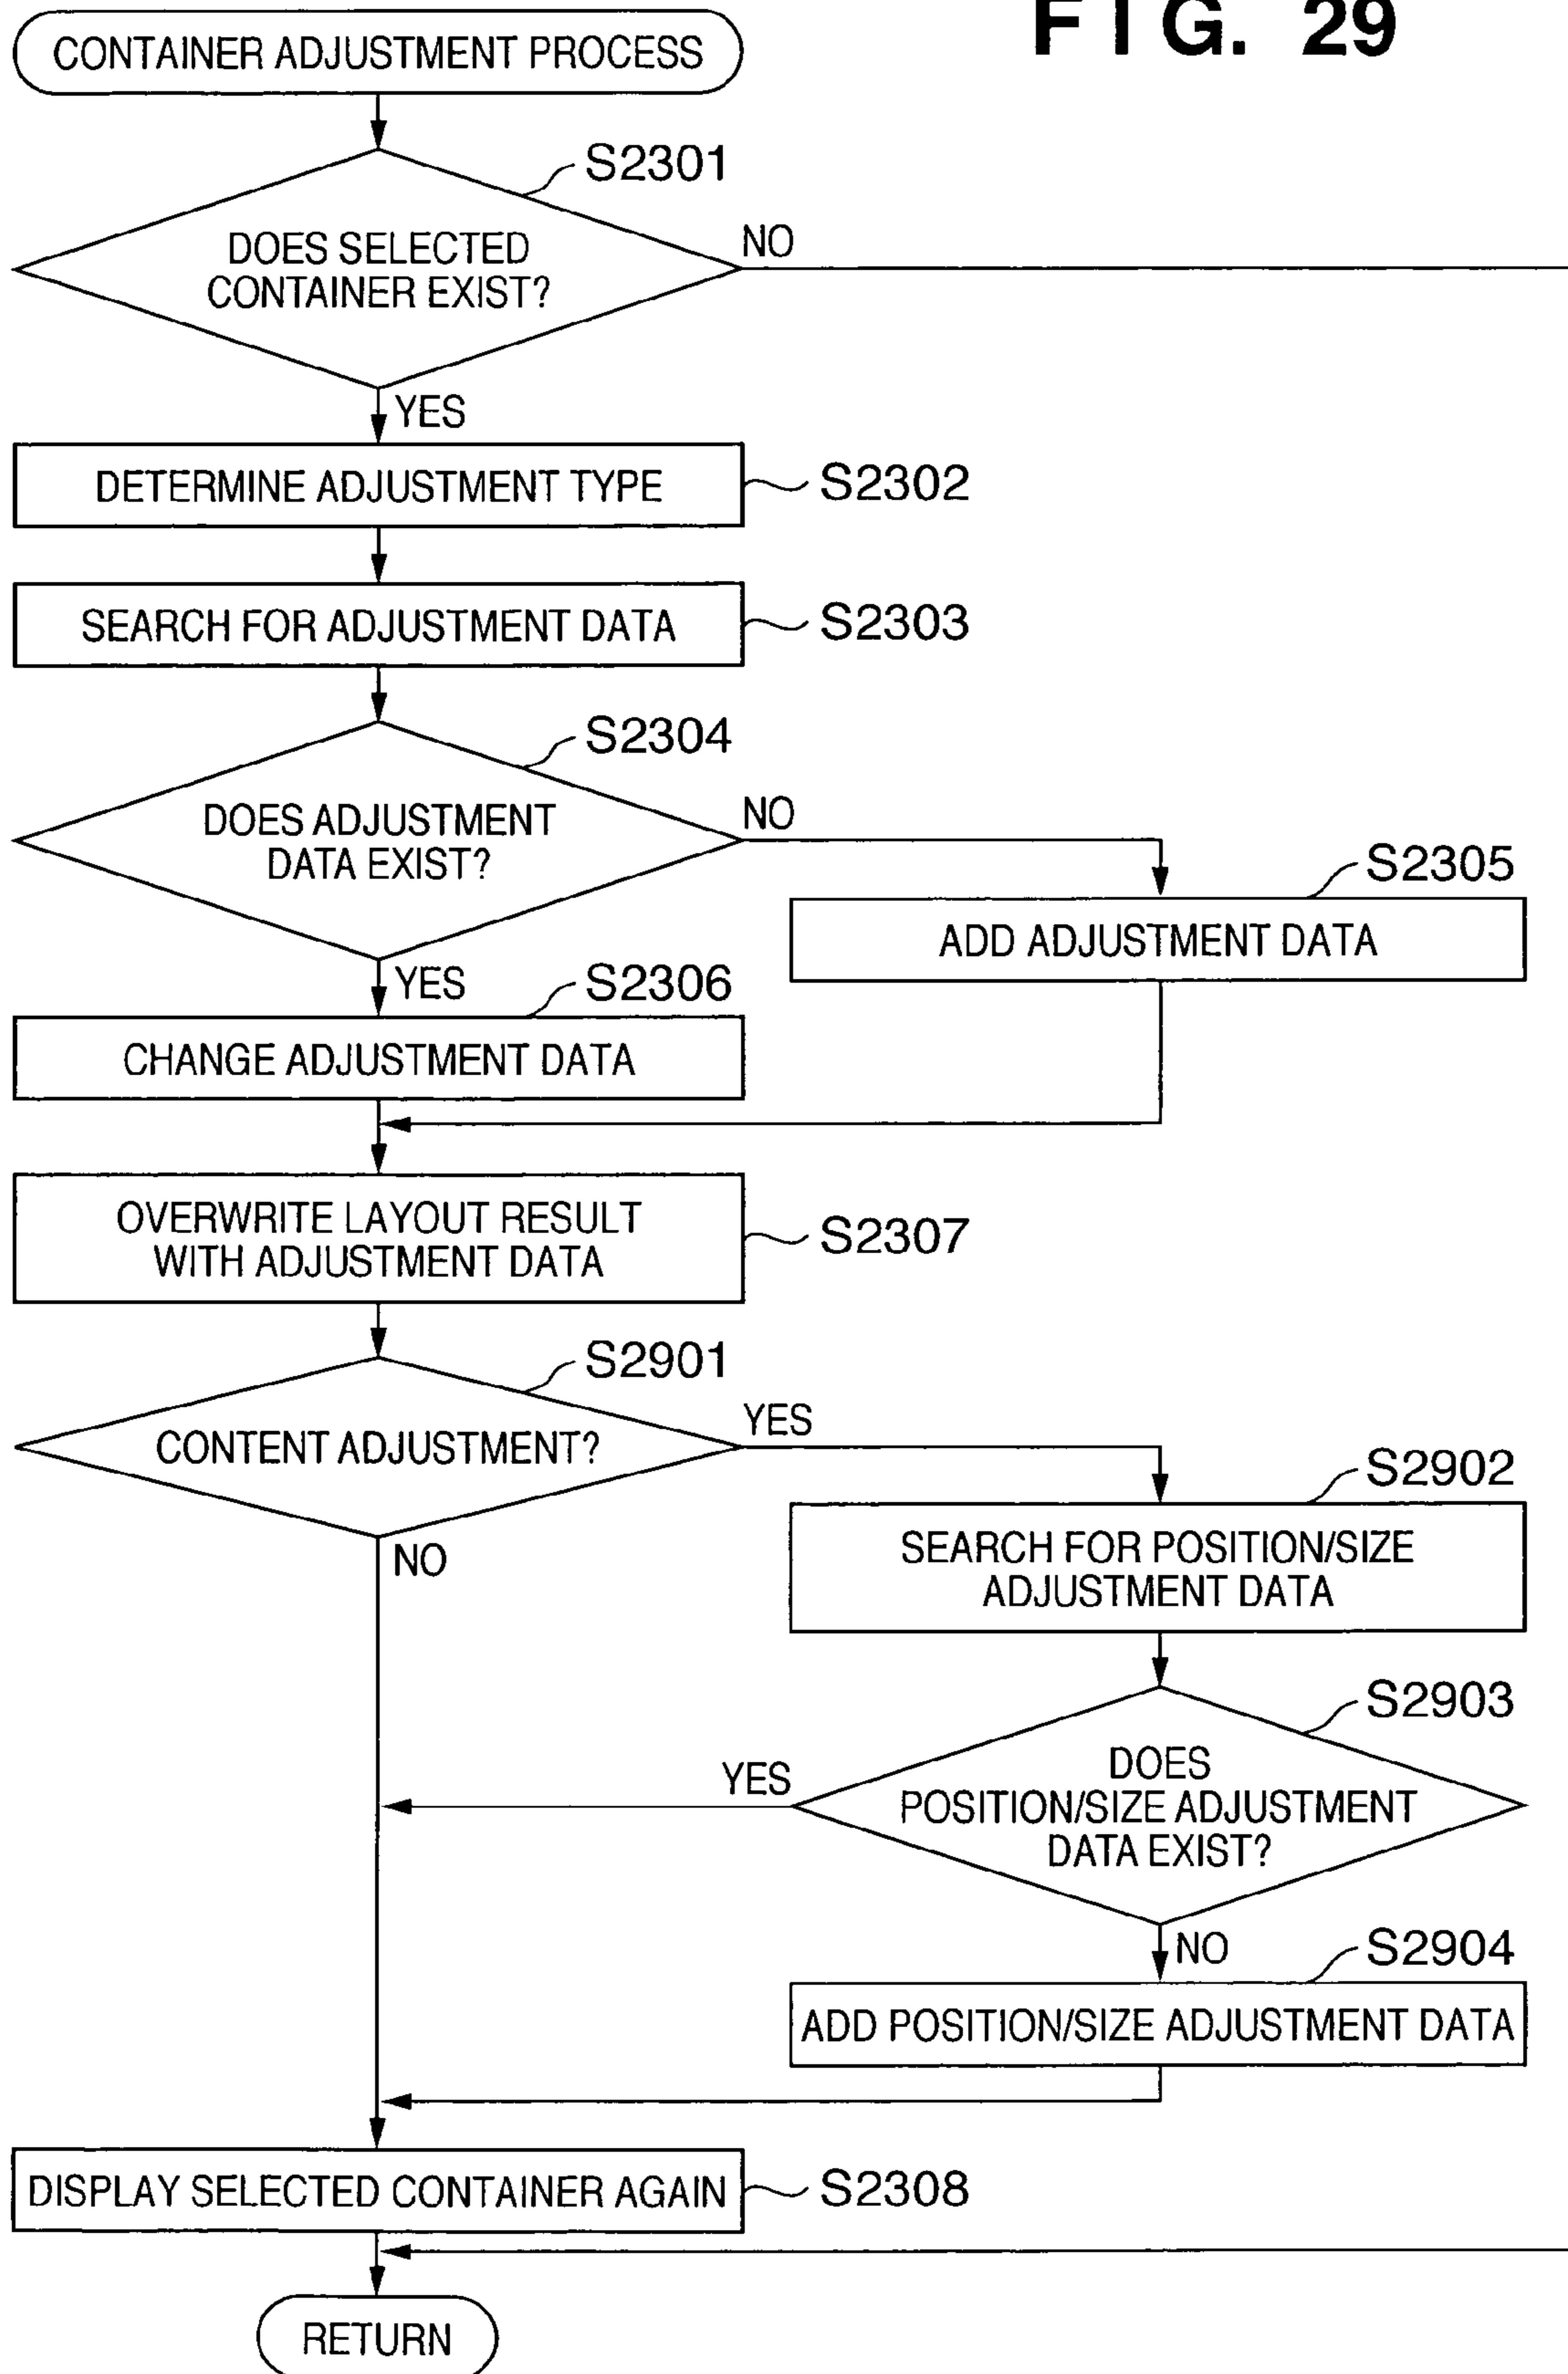 FIG. 29
CONTAINER ADJUSTMENT PROCESS
S2301
DOES SELECTED
CONTAINER EXIST?
NO
YES
DETERMINE ADJUSTMENT TYPE
S2302
SEARCH FOR ADJUSTMENT DATA
S2303
S2304
DOES ADJUSTMENT
DATA EXIST?
NO
S2305
ADD ADJUSTMENT DATA
YES
S2306
CHANGE ADJUSTMENT DATA
OVERWRITE LAYOUT RESULT
WITH ADJUSTMENT DATA
S2307
S2901
CONTENT ADJUSTMENT?
YES
NO
S2902
SEARCH FOR POSITION/SIZE
ADJUSTMENT DATA
S2903
DOES
POSITION/SIZE ADJUSTMENT
DATA EXIST?
YES
NO
S2904
ADD POSITION/SIZE ADJUSTMENT DATA
DISPLAY SELECTED CONTAINER AGAIN
S2308
RETURN